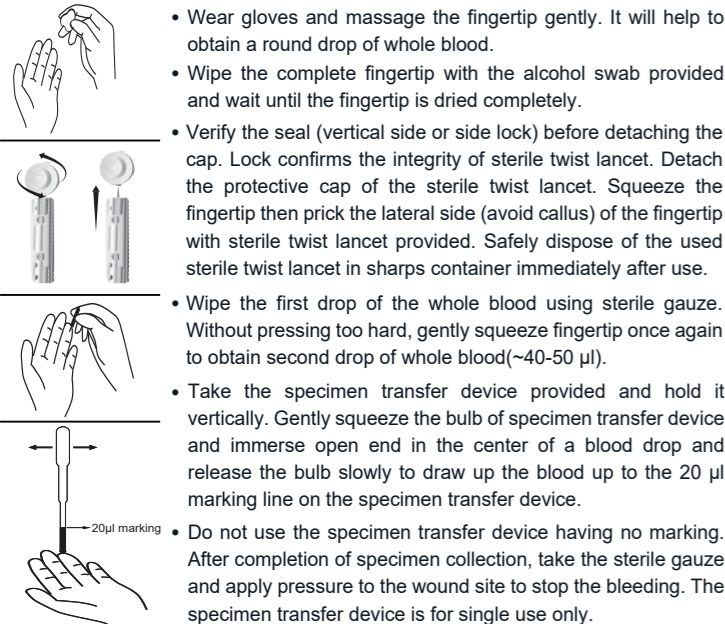 • Wear gloves and massage the fingertip gently. It will help to
obtain a round drop of whole blood.
• Wipe the complete fingertip with the alcohol swab provided
and wait until the fingertip is dried completely.
• Verify the seal (vertical side or side lock) before detaching the
cap. Lock confirms the integrity of sterile twist lancet. Detach
the protective cap of the sterile twist lancet. Squeeze the
fingertip then prick the lateral side (avoid callus) of the fingertip
with sterile twist lancet provided. Safely dispose of the used
sterile twist lancet in sharps container immediately after use.
• Wipe the first drop of the whole blood using sterile gauze.
Without pressing too hard, gently squeeze fingertip once again
to obtain second drop of whole blood(~40-50 µl).
• Take the specimen transfer device provided and hold it
vertically. Gently squeeze the bulb of specimen transfer device
and immerse open end in the center of a blood drop and
release the bulb slowly to draw up the blood up to the 20 µl
marking line on the specimen transfer device.
20µl marking
• Do not use the specimen transfer device having no marking.
After completion of specimen collection, take the sterile gauze
and apply pressure to the wound site to stop the bleeding. The
specimen transfer device is for single use only.